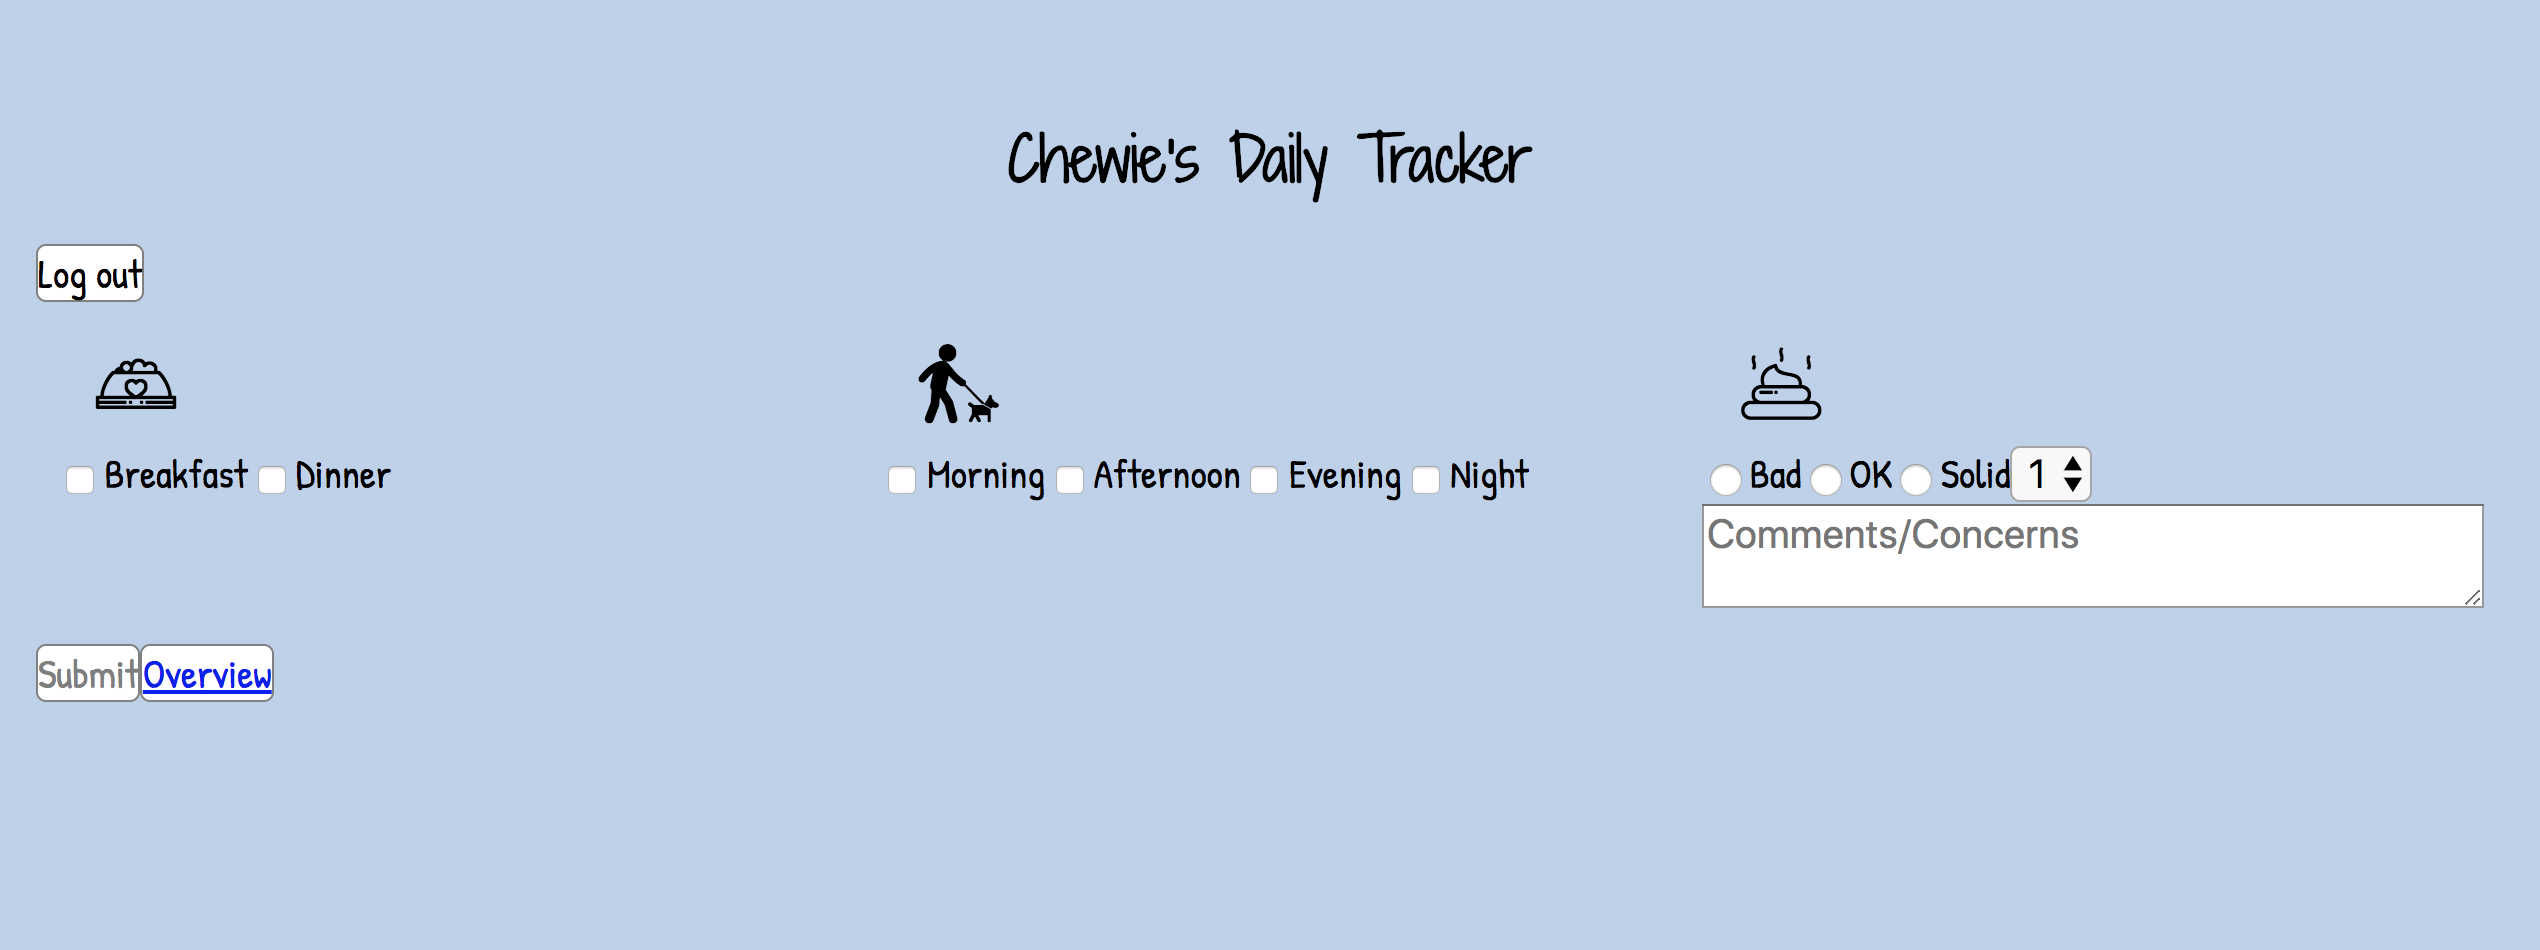 Chewie's Daily Tracker
Log out
Breakfast Dinner
Morning Afternoon Evening Night
Bad OK Solid 1
Comments/Concerns
Submit Overview